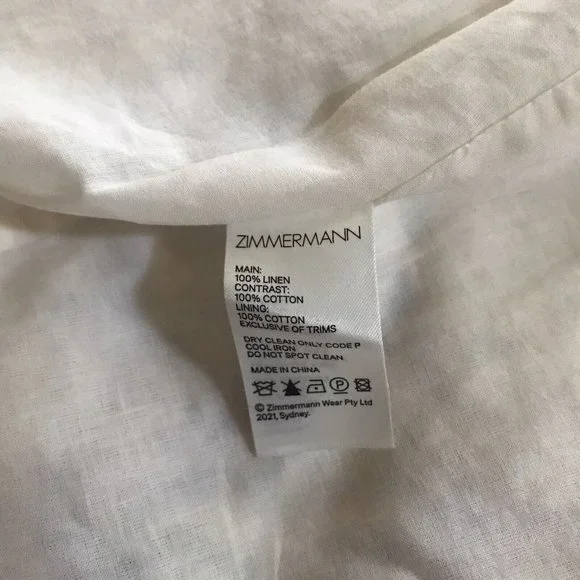 ZIMMERMANN
MAIN:
100% LINEN
CONTRAST:
100% COTTON
LINING:
100% COTTON
EXCLUSIVE OF TRIMS
DRY CLEAN ONLY CODE P
COOL IRON
DO NOT SPOT CLEAN
MADE IN CHINA
P
© Zimmermann Wear Pty Ltd
2021, Sydney.